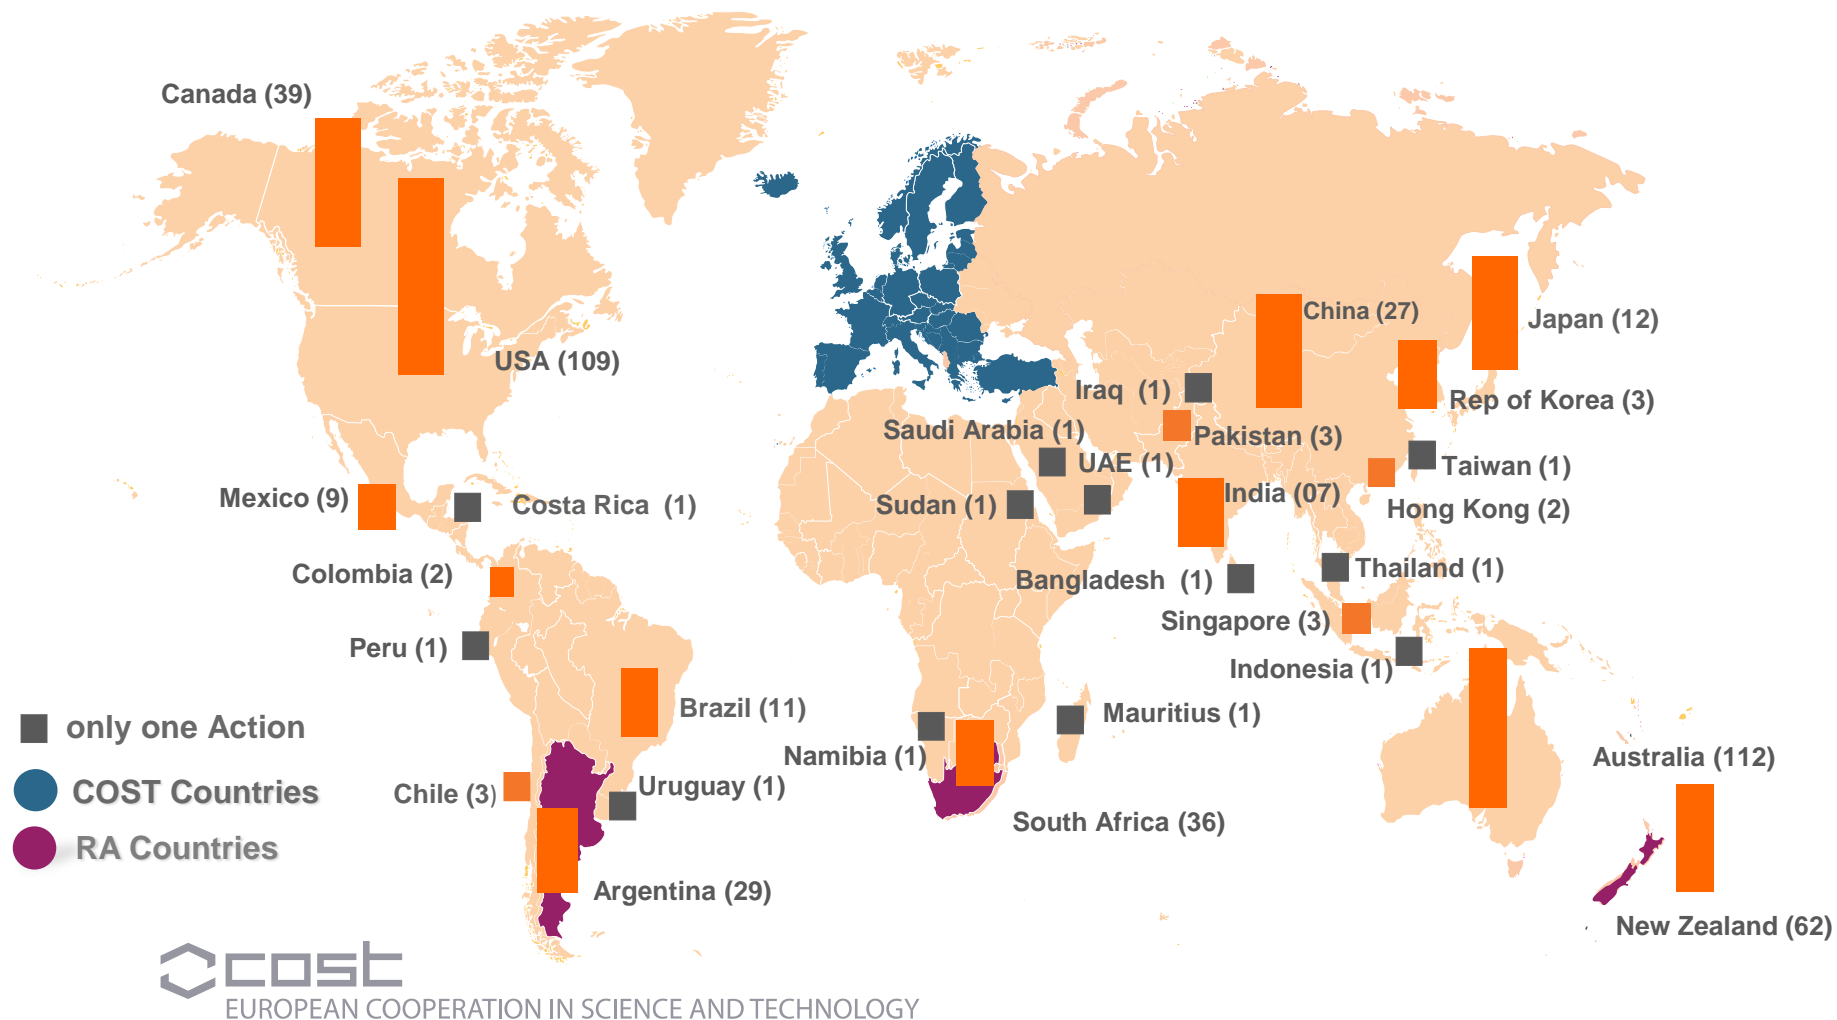 Canada (39)
USA (109)
China (27)
Japan (12)
Iraq  (1)
Rep of Korea (3)
Saudi Arabia (1)
Pakistan (3)
UAE (1)
Taiwan (1)
Mexico (9)
Costa Rica  (1)
Sudan (1)
India (07)
Hong Kong (2)
Colombia (2)
Bangladesh  (1)
Thailand (1)
Singapore (3)
Peru (1)
Indonesia (1)
Brazil (11)
Mauritius (1)
only one Action
Namibia (1)
Australia (112)
COST Countries
Chile (3)
Uruguay (1)
South Africa (36)
RA Countries
Argentina (29)
New Zealand (62)
cost
EUROPEAN COOPERATION IN SCIENCE AND TECHNOLOGY